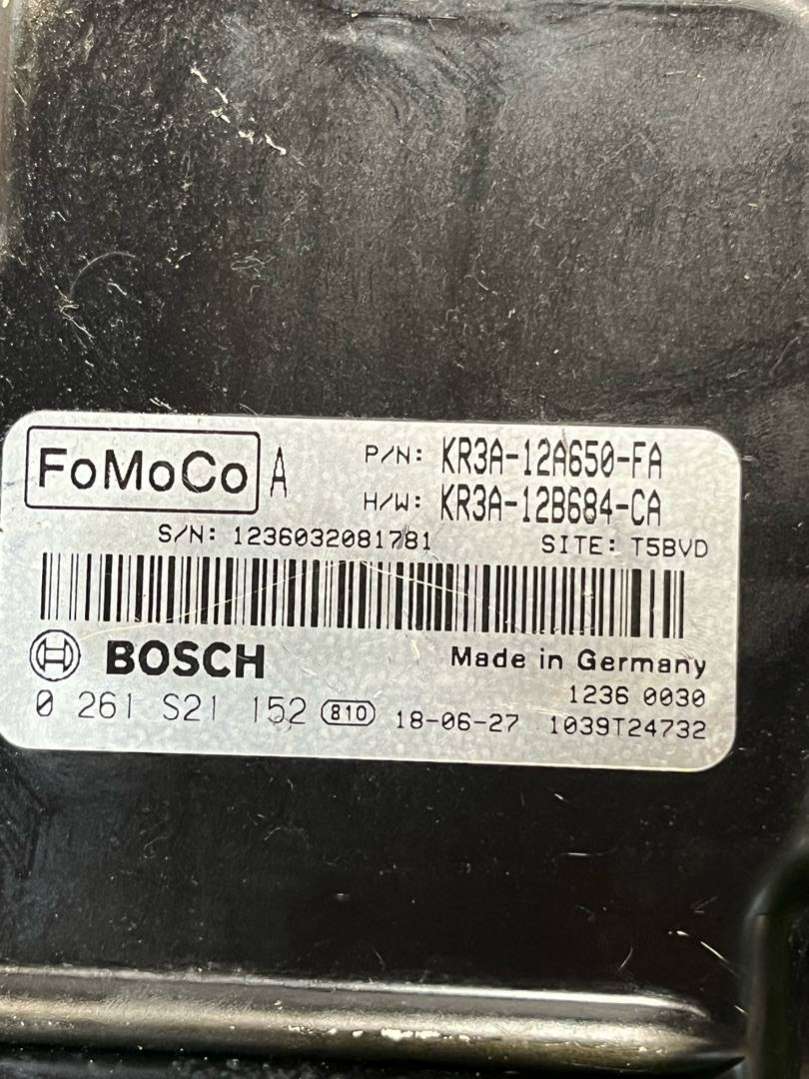 FoMoCo A P/N: KR3A-12A650-FA
H/W: KR3A-12B684-CA
S/N: 1236032081781 SITE: T5BVD
BOSCH Made in Germany
1236 0030
0 261 S21 152 810 18-06-27 1039T24732